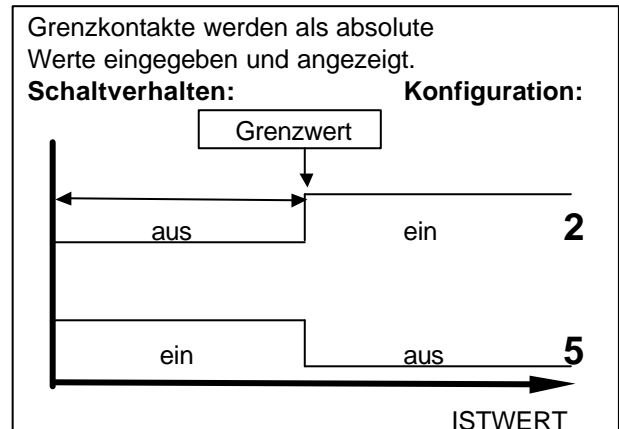 Grenzkontakte werden als absolute
Werte eingegeben und angezeigt.
Schaltverhalten: Konfiguration:
Grenzwert
aus ein 2
ein aus 5
ISTWERT